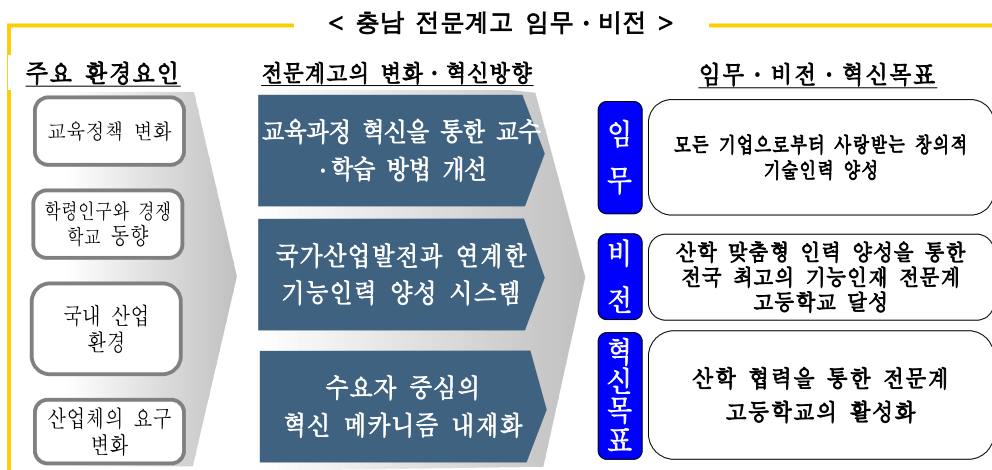 < 충남 전문계고 임무·비전 >
주요 환경요인
교육정책 변화
학령인구와 경쟁
학교 동향
국내 산업
환경
산업체의 요구
변화
전문계고의 변화·혁신방향
교육과정 혁신을 통한 교수
·학습 방법 개선
국가산업발전과 연계한
기능인력 양성 시스템
수요자 중심의
혁신 메카니즘 내재화
임무·비전·혁신목표
임무
모든 기업으로부터 사랑받는 창의적
기술인력 양성
비전
산학 맞춤형 인력 양성을 통한
전국 최고의 기능인재 전문계
고등학교 달성
혁신목표
산학 협력을 통한 전문계
고등학교의 활성화